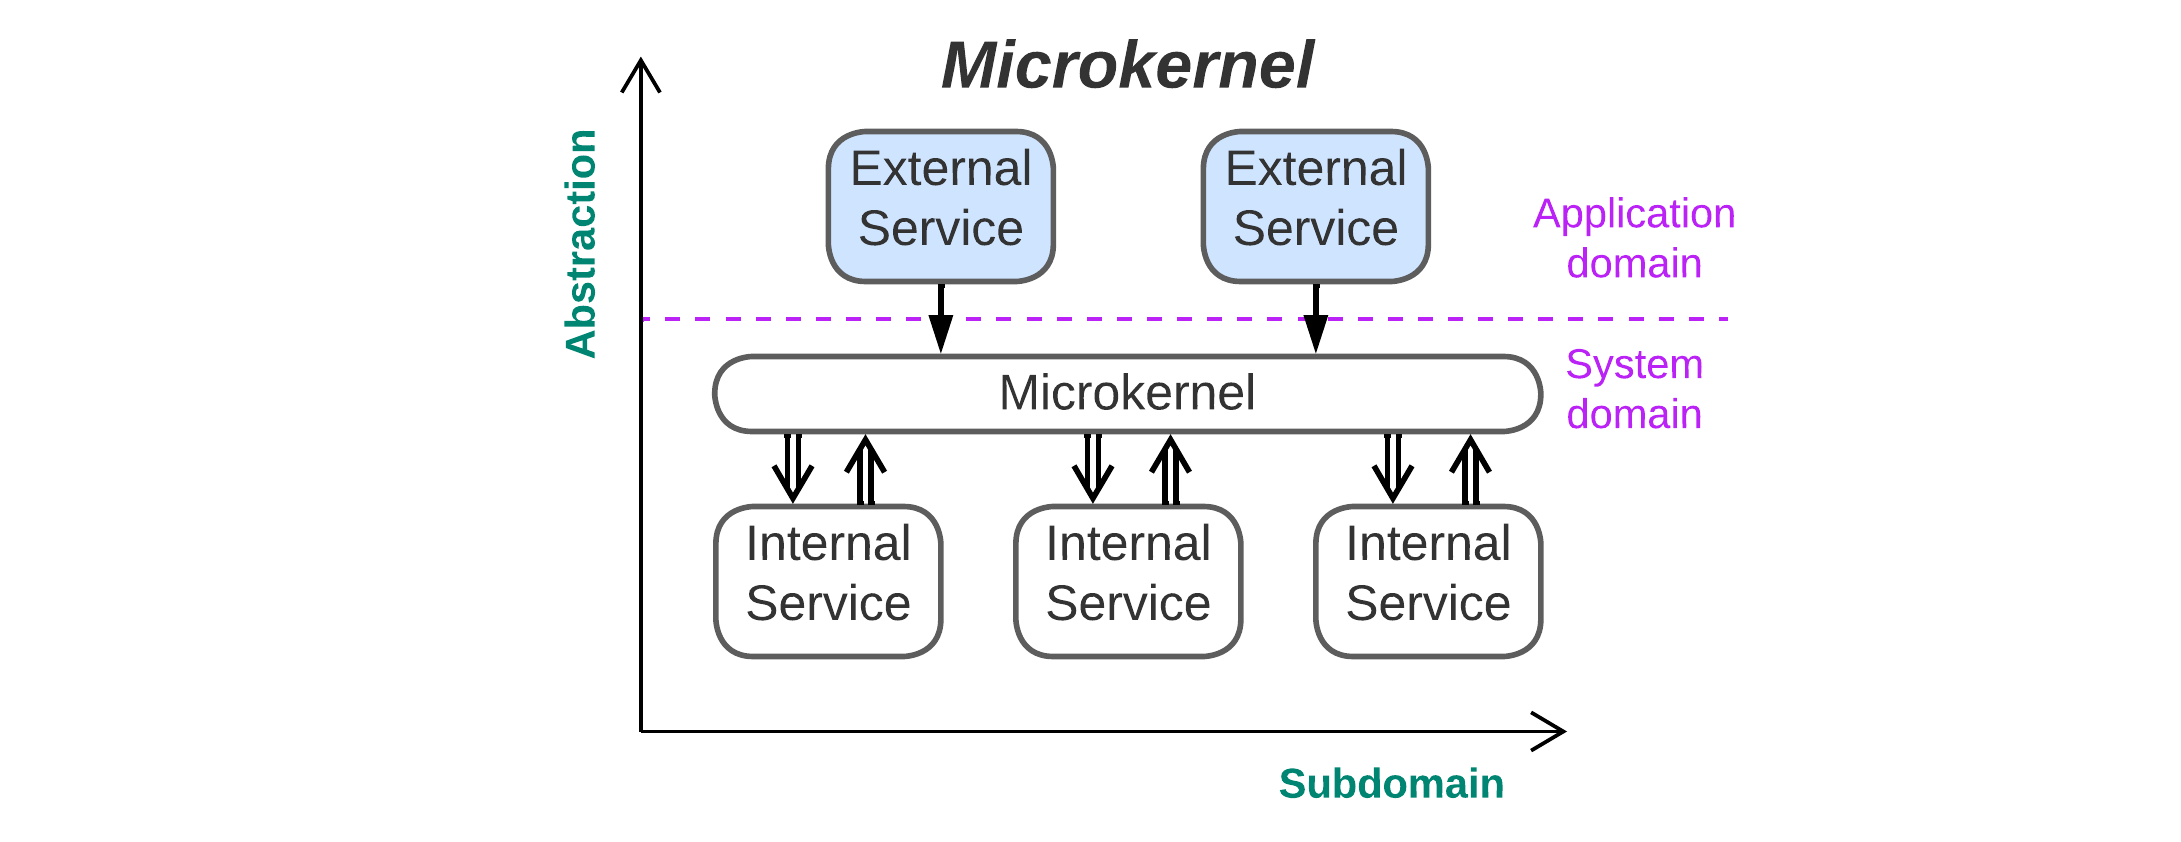 Microkernel
Abstraction
External
Service
External
Service
Application
domain
System
domain
Microkernel
Internal
Service
Internal
Service
Internal
Service
Subdomain